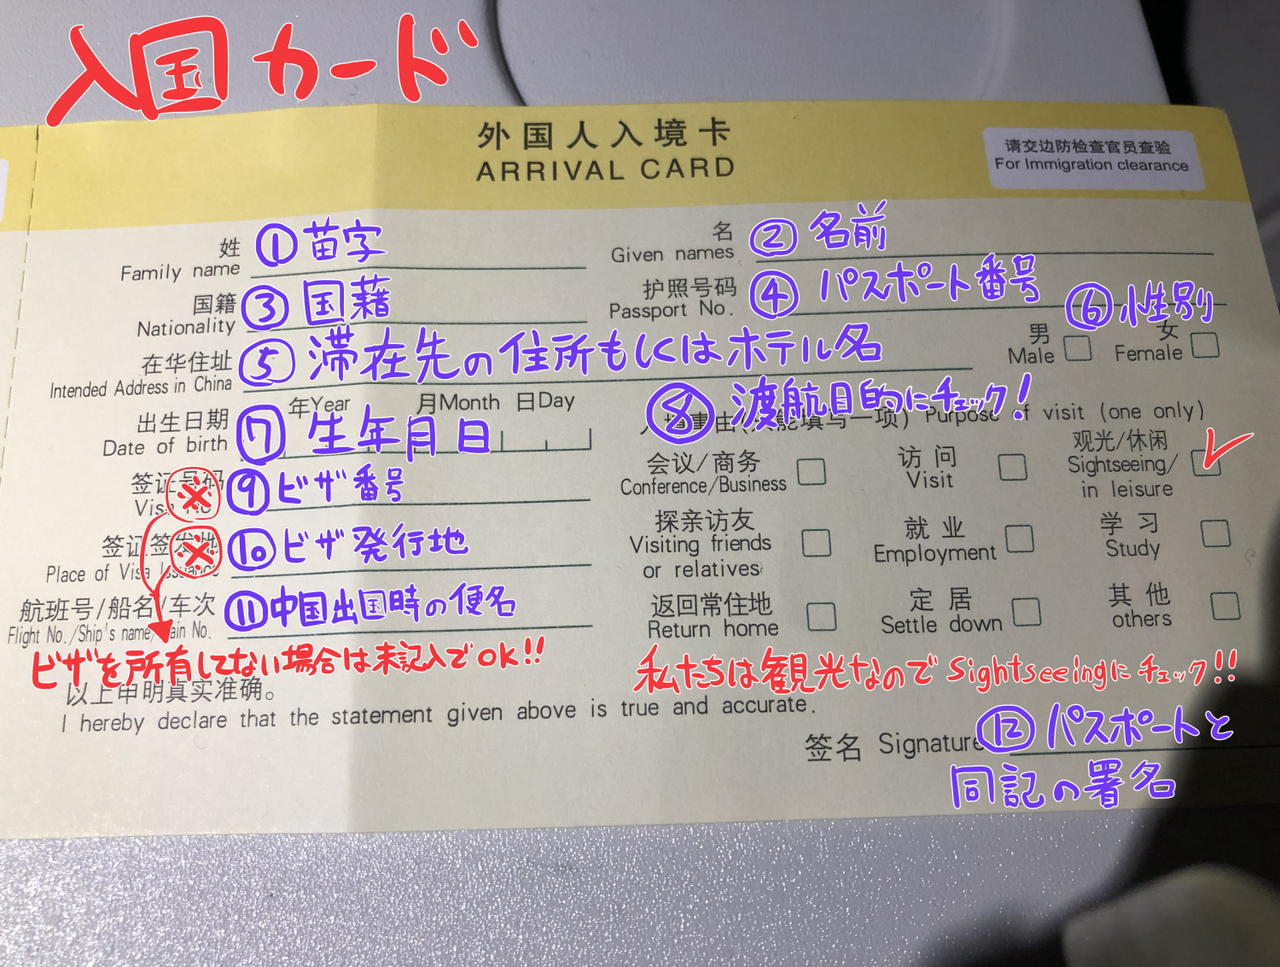 入国カード
外国人入境卡
ARRIVAL CARD
请交边防检查官员查验
For Immigration clearance
姓
Family name
①苗字
名
Given names
②名前
国籍
Nationality
③国籍
护照号码
Passport No.
④パスポート番号
在华住址
Intended Address in China
⑤滞在先の住所もしくはホテル名
⑥性別
男
Male
女
Female
出生日期
Date of birth
年Year 月Month 日Day
⑦生年月日
⑧渡航目的にチェック!
Purpose of visit (one only)
会议/商务
Conference/Business
访问
Visit
观光/休闲
Sightseeing/
in leisure
签证号码
※
⑨ビザ番号
探亲访友
Visiting friends
or relatives
就业
Employment
学习
Study
签证签发地
Place of Visa Issuance
※
⑩ビザ発行地
返回常住地
Return home
定居
Settle down
其他
others
航班号/船名/车次
Flight No./Ship's name/ No.
⑪中国出国時の便名
ビザを所有してない場合は未記入でOK!!
私たちは観光なのでSightseeingにチェック!!
以上申明真实准确。
I hereby declare that the statement given above is true and accurate.
签名 Signature
⑫パスポートと
同記の署名